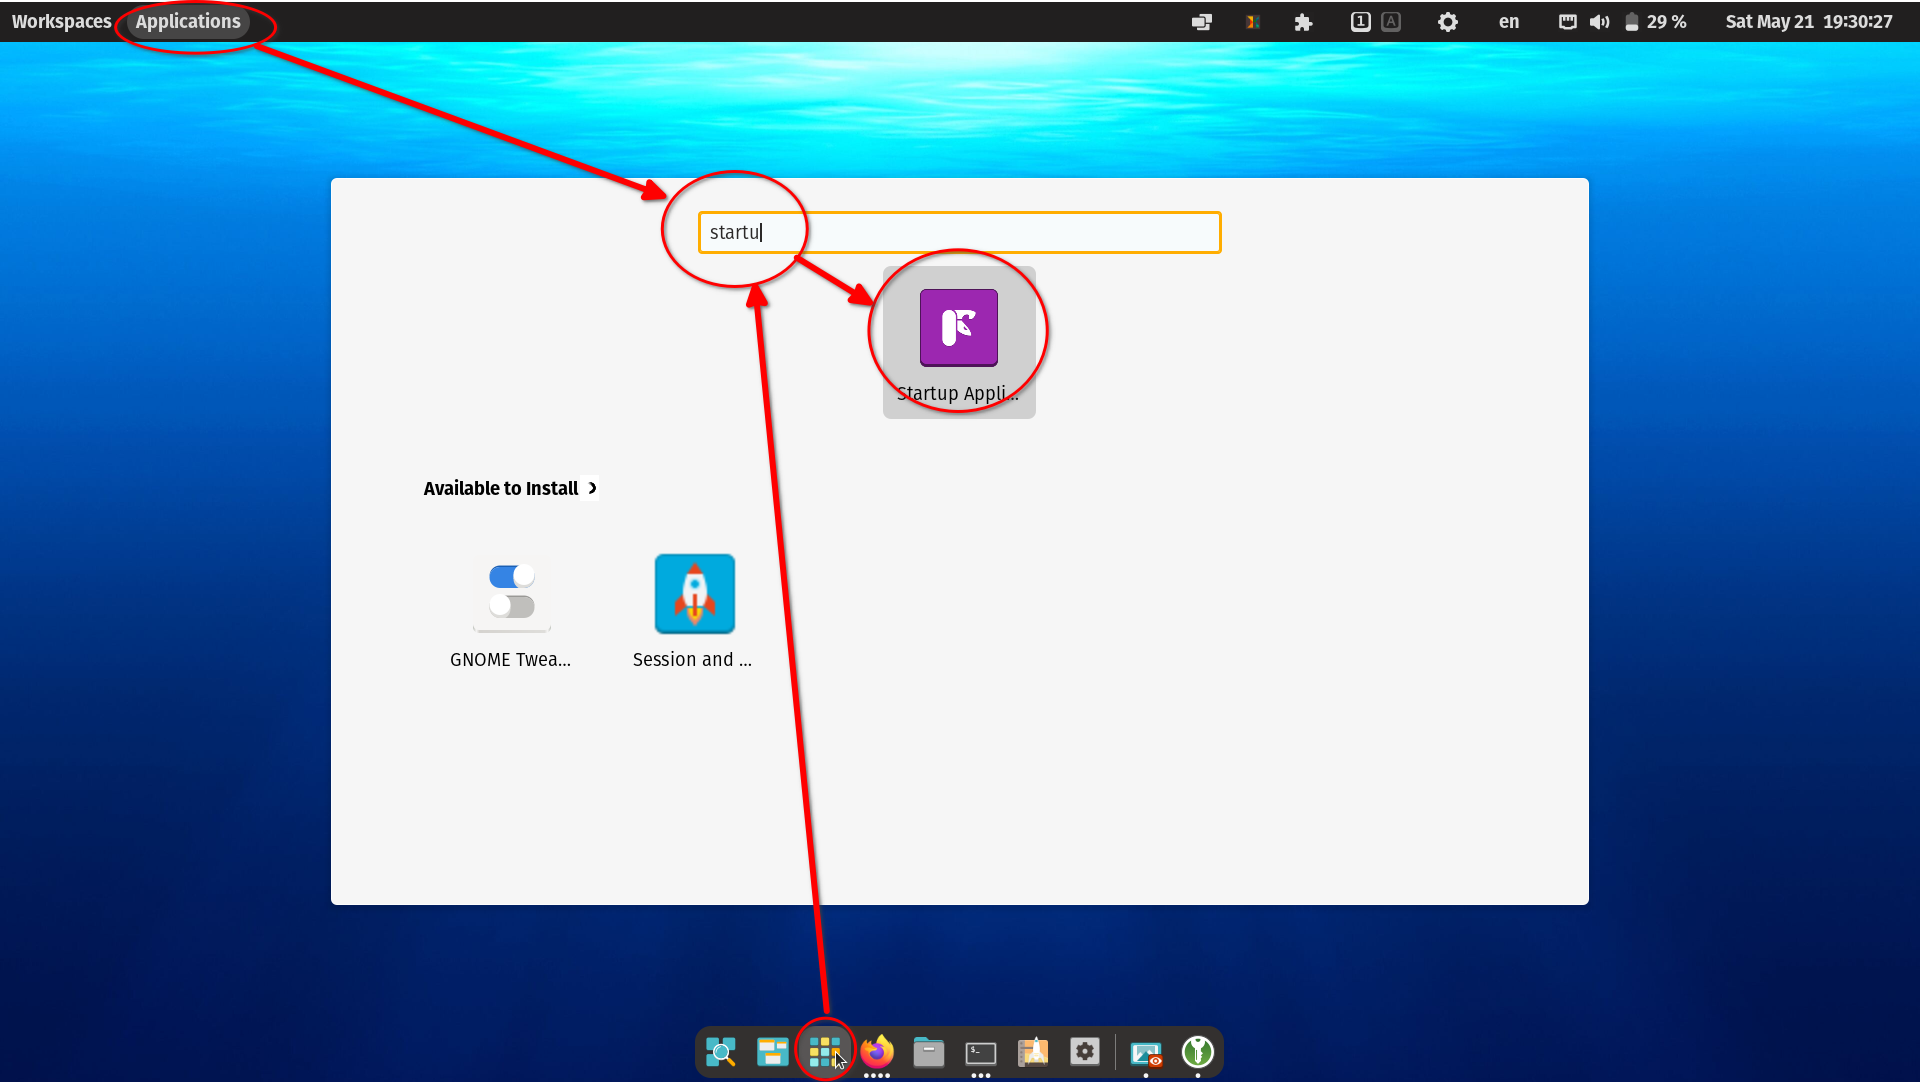 Workspaces Applications 1 A en 29 % Sat May 21 19:30:27
startu
Startup Appli...
Available to Install
GNOME Twea...
Session and ...
$_